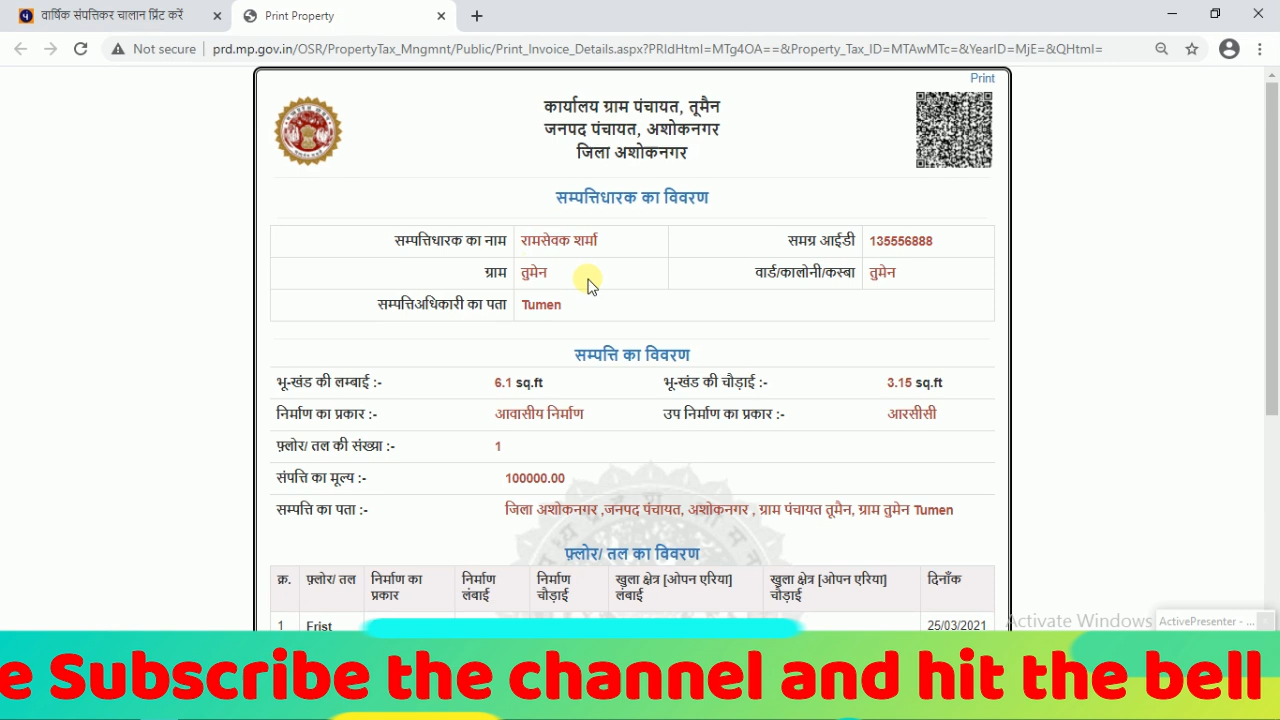 वार्षिक संपत्तिकर चालान प्रिंट करें
Print Property
Not secure prd.mp.gov.in/OSR/PropertyTax_Mngmnt/Public/Print_Invoice_Details.aspx?PRIdHtml=MTg4OA==&Property_Tax_ID=MTAwMTc=&YearID=MjE=&QHtml=
Print
कार्यालय ग्राम पंचायत, तूमैन
जनपद पंचायत, अशोकनगर
जिला अशोकनगर
सम्पत्तिधारक का विवरण
सम्पत्तिधारक का नाम रामसेवक शर्मा समग्र आईडी 135556888
ग्राम तुमेन वार्ड/कालोनी/कस्बा तुमेन
सम्पत्तिअधिकारी का पता Tumen
सम्पत्ति का विवरण
भू-खंड की लम्बाई :- 6.1 sq.ft भू-खंड की चौड़ाई :- 3.15 sq.ft
निर्माण का प्रकार :- आवासीय निर्माण उप निर्माण का प्रकार :- आरसीसी
फ़्लोर/ तल की संख्या :- 1
संपत्ति का मूल्य :- 100000.00
सम्पति का पता :- जिला अशोकनगर ,जनपद पंचायत, अशोकनगर , ग्राम पंचायत तूमैन, ग्राम तुमेन Tumen
फ़्लोर/ तल का विवरण
क्र. फ़्लोर/ तल निर्माण का प्रकार निर्माण लंबाई निर्माण चौड़ाई खुला क्षेत्र [ओपन एरिया] लंबाई खुला क्षेत्र [ओपन एरिया] चौड़ाई दिनाँक
1 Frist 25/03/2021
Activate Windows ActivePresenter - ...
e Subscribe the channel and hit the bell